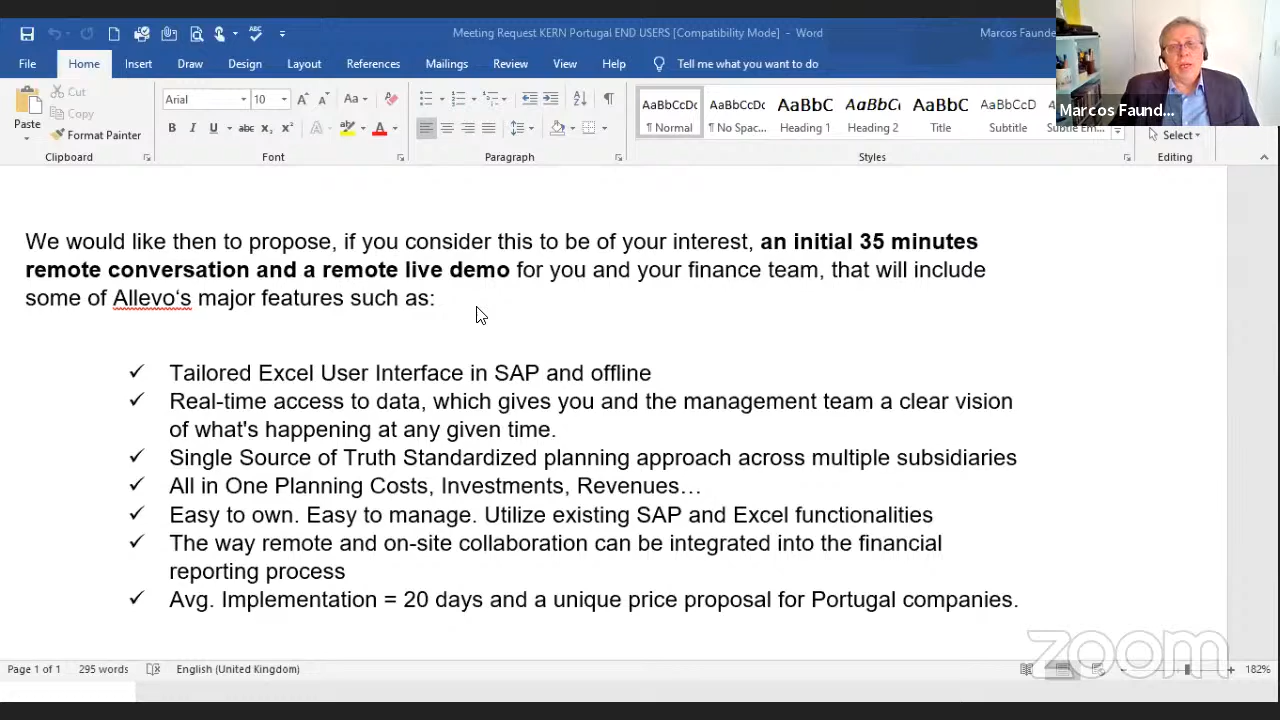 Meeting Request KERN Portugal END USERS [Compatibility Mode] - Word
Marcos Faunde
File Home Insert Draw Design Layout References Mailings Review View Help Tell me what you want to do
Paste
Cut
Copy
Format Painter
Clipboard
Arial 10
Font
Paragraph
AaBbCcDc AaBbCcDc AaBbC AaBbCc AaBbC AaBbCcDc
¶ Normal ¶ No Spac... Heading 1 Heading 2 Title Subtitle Subtle Em...
Styles
Select
Editing
Marcos Faund...
We would like then to propose, if you consider this to be of your interest, an initial 35 minutes
remote conversation and a remote live demo for you and your finance team, that will include
some of Allevo‘s major features such as:
✓ Tailored Excel User Interface in SAP and offline
✓ Real-time access to data, which gives you and the management team a clear vision
of what's happening at any given time.
✓ Single Source of Truth Standardized planning approach across multiple subsidiaries
✓ All in One Planning Costs, Investments, Revenues…
✓ Easy to own. Easy to manage. Utilize existing SAP and Excel functionalities
✓ The way remote and on-site collaboration can be integrated into the financial
reporting process
✓ Avg. Implementation = 20 days and a unique price proposal for Portugal companies.
zoom
Page 1 of 1 295 words English (United Kingdom) 182%